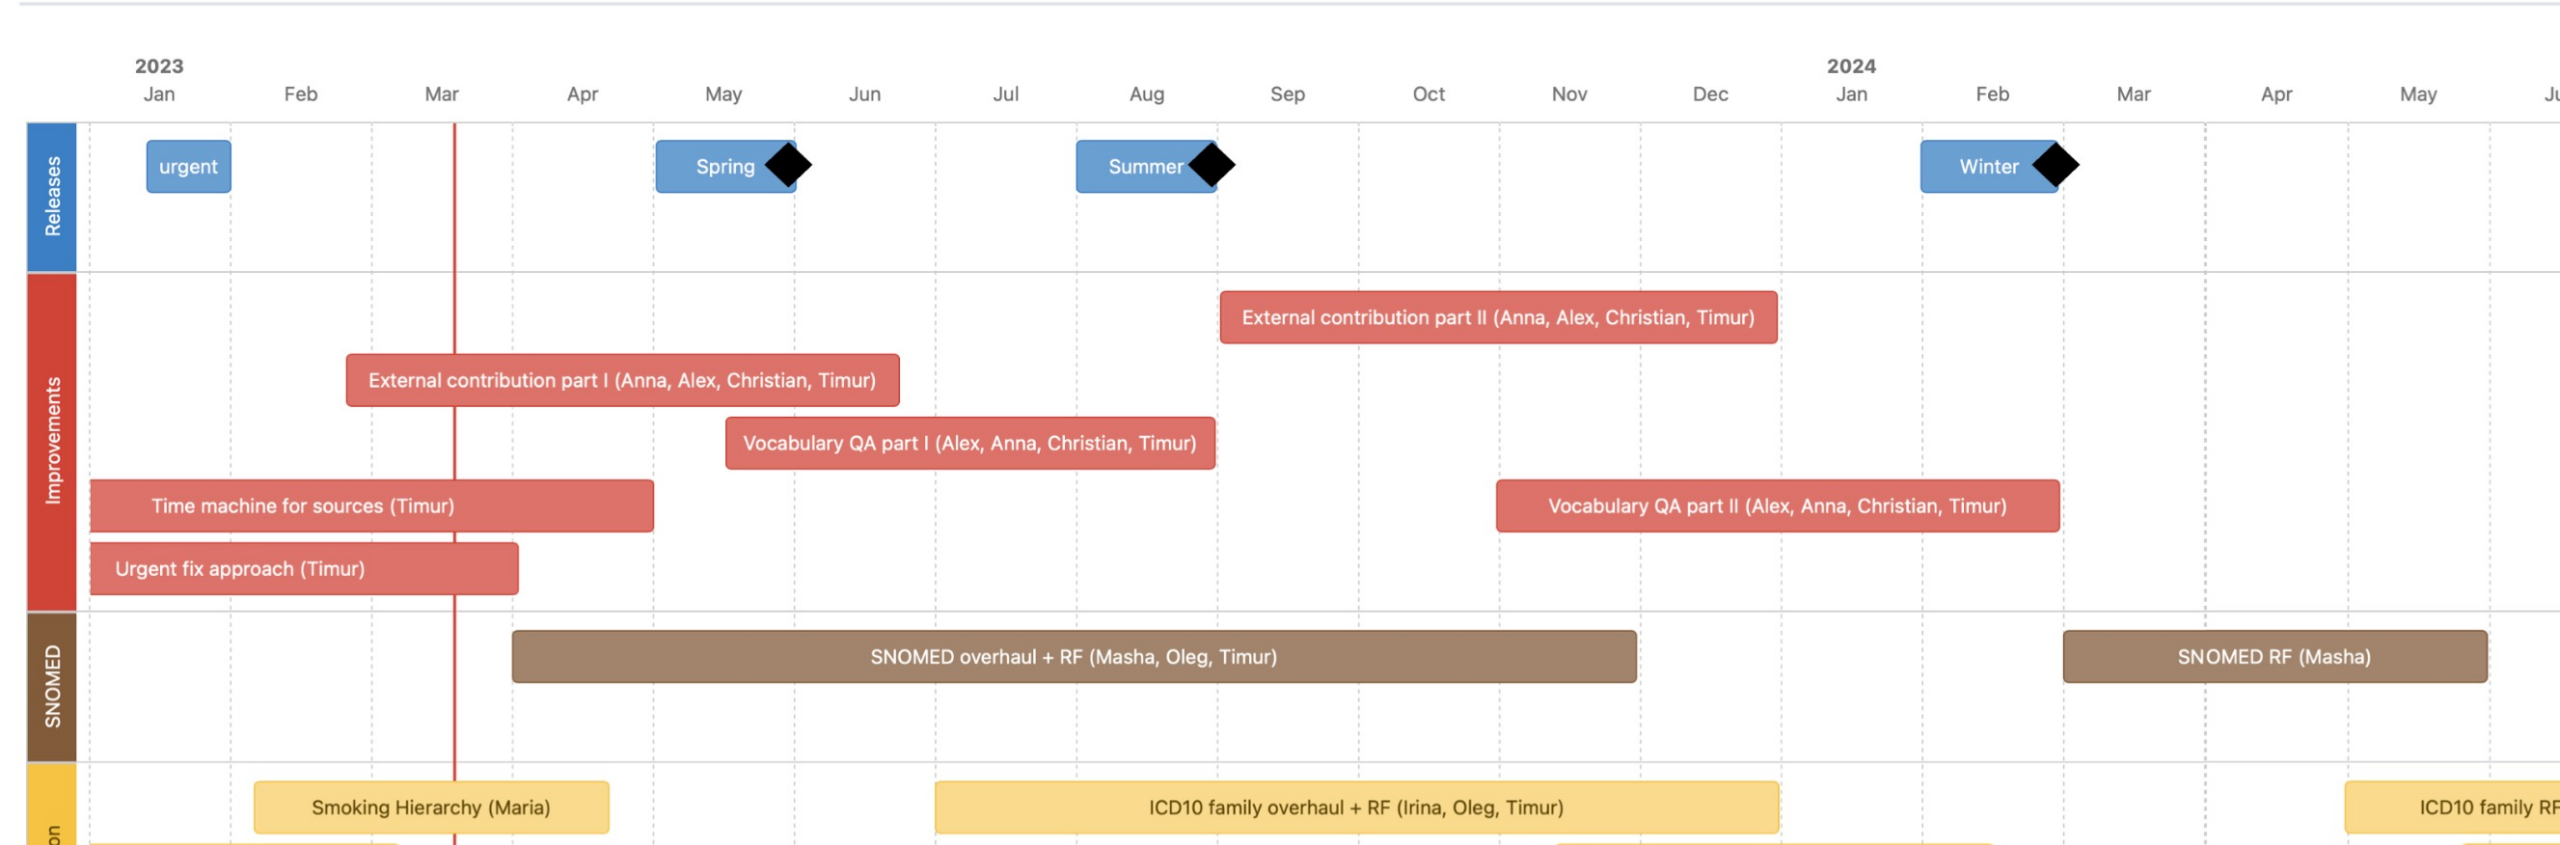 2023
2024
Jan
Feb
Mar
Apr
May
Jun
Jul
Aug
Sep
Oct
Nov
Dec
Jan
Feb
Mar
Apr
May
Releases
urgent
Spring
Summer
Winter
Improvements
External contribution part II (Anna, Alex, Christian, Timur)
External contribution part I (Anna, Alex, Christian, Timur)
Vocabulary QA part I (Alex, Anna, Christian, Timur)
Time machine for sources (Timur)
Vocabulary QA part II (Alex, Anna, Christian, Timur)
Urgent fix approach (Timur)
SNOMED
SNOMED overhaul + RF (Masha, Oleg, Timur)
SNOMED RF (Masha)
Smoking Hierarchy (Maria)
ICD10 family overhaul + RF (Irina, Oleg, Timur)
ICD10 family RF